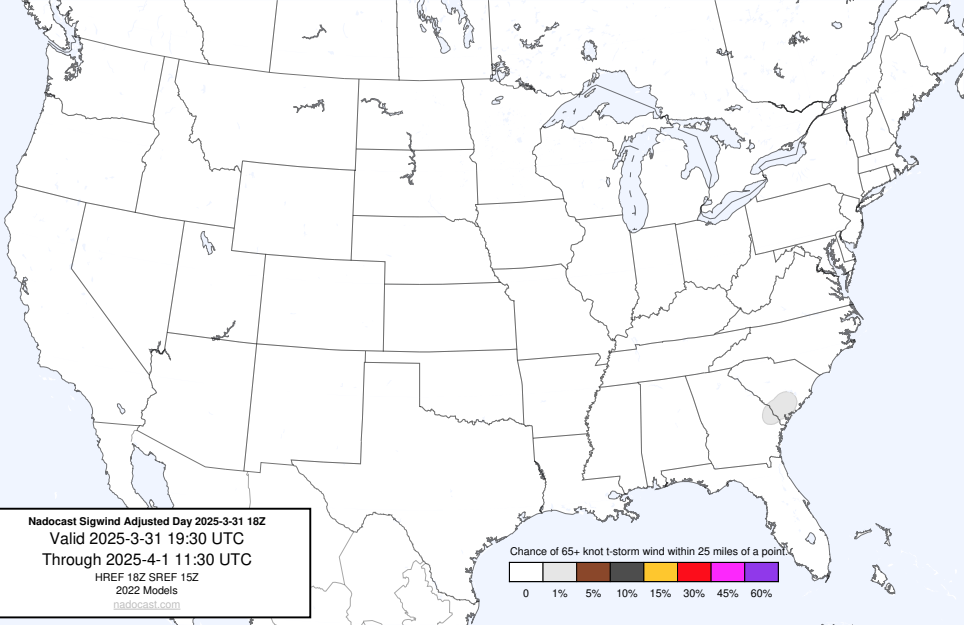 Nadocast Sigwind Adjusted Day 2025-3-31 18Z
Valid 2025-3-31 19:30 UTC
Through 2025-4-1 11:30 UTC
HREF 18Z SREF 15Z
2022 Models
nadocast.com
Chance of 65+ knot t-storm wind within 25 miles of a point.
0 1% 5% 10% 15% 30% 45% 60%